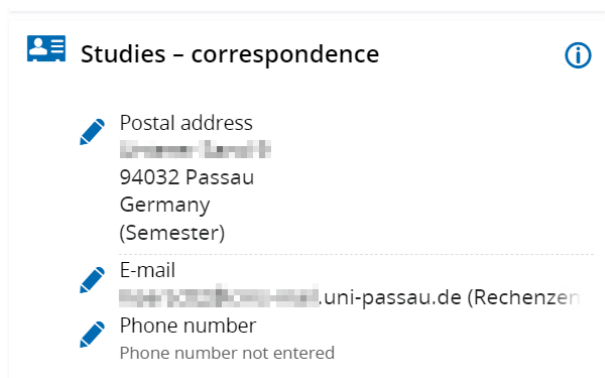 Studies – correspondence
Postal address
94032 Passau
Germany
(Semester)
E-mail
.uni-passau.de (Rechenzen
Phone number
Phone number not entered